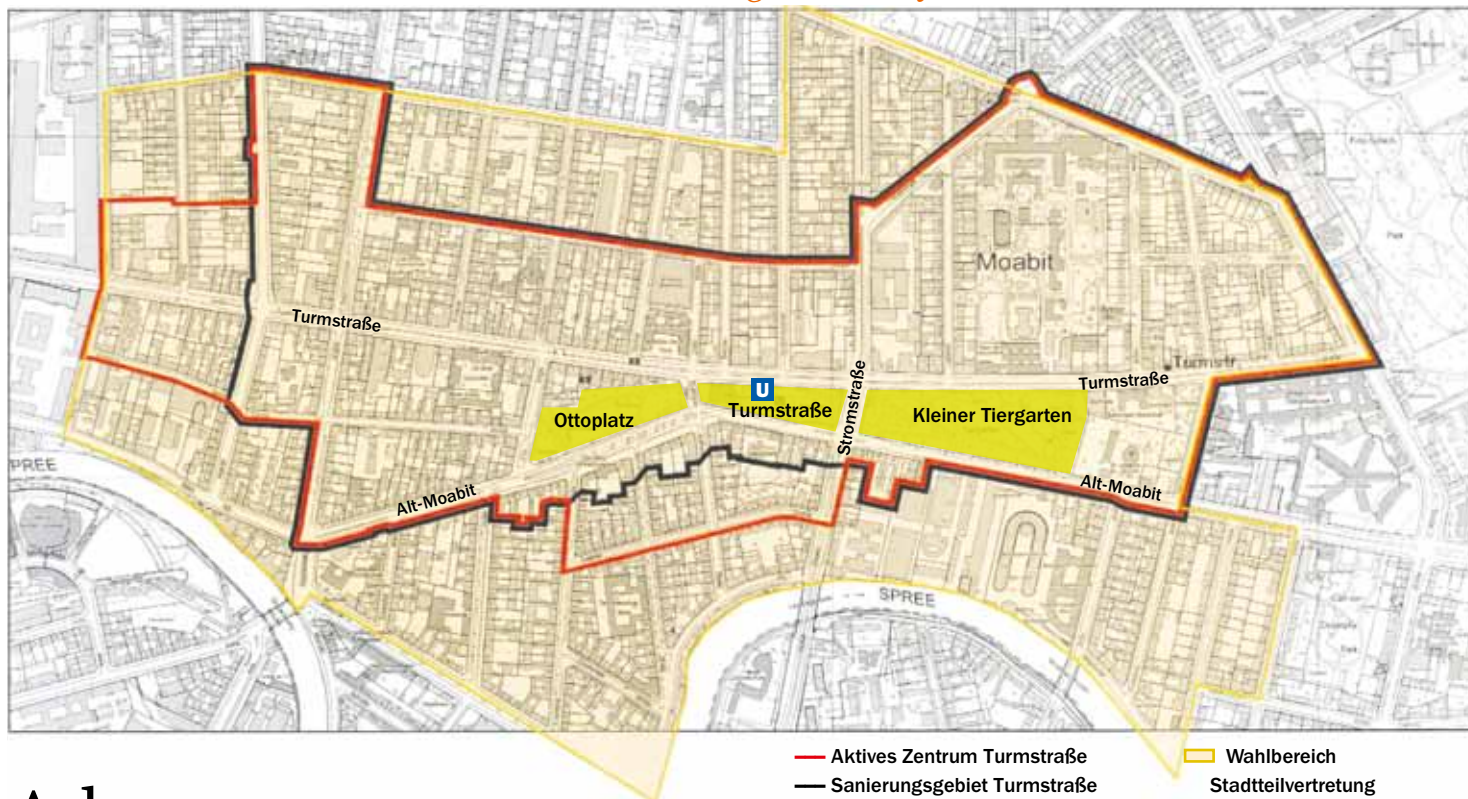 Moabit
Turmstraße
Turmstr
Turmstraße
U
Turmstraße
Stromstraße
Ottoplatz
Kleiner Tiergarten
Alt-Moabit
Alt-Moabit
SPREE
SPREE
Park
Aktives Zentrum Turmstraße
Sanierungsgebiet Turmstraße
Wahlbereich
Stadtteilvertretung